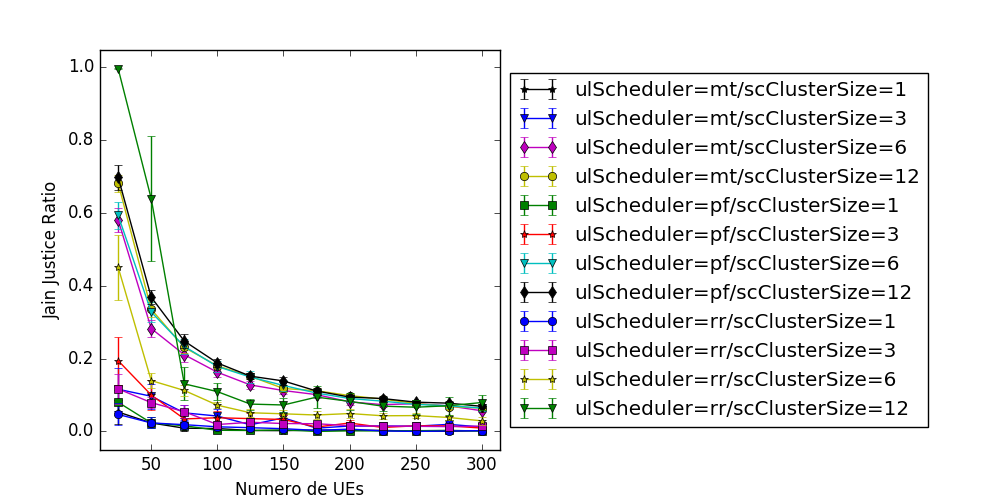 1.0
0.8
0.6
0.4
0.2
0.0
Jain Justice Ratio
50 100 150 200 250 300
Numero de UEs
ulScheduler=mt/scClusterSize=1
ulScheduler=mt/scClusterSize=3
ulScheduler=mt/scClusterSize=6
ulScheduler=mt/scClusterSize=12
ulScheduler=pf/scClusterSize=1
ulScheduler=pf/scClusterSize=3
ulScheduler=pf/scClusterSize=6
ulScheduler=pf/scClusterSize=12
ulScheduler=rr/scClusterSize=1
ulScheduler=rr/scClusterSize=3
ulScheduler=rr/scClusterSize=6
ulScheduler=rr/scClusterSize=12